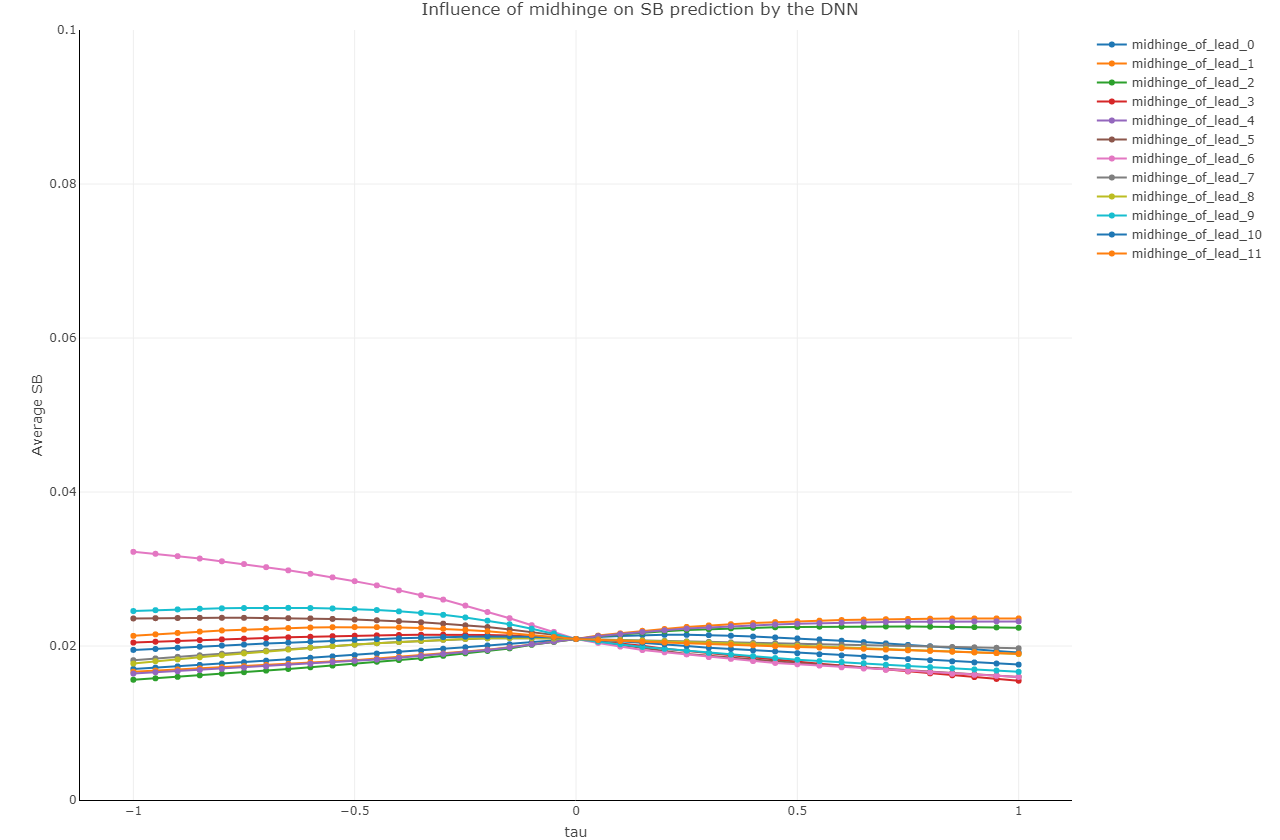 Influence of midhinge on SB prediction by the DNN
0.1
0.08
0.06
0.04
0.02
0
Average SB
−1
−0.5
0
0.5
1
tau
midhinge_of_lead_0
midhinge_of_lead_1
midhinge_of_lead_2
midhinge_of_lead_3
midhinge_of_lead_4
midhinge_of_lead_5
midhinge_of_lead_6
midhinge_of_lead_7
midhinge_of_lead_8
midhinge_of_lead_9
midhinge_of_lead_10
midhinge_of_lead_11